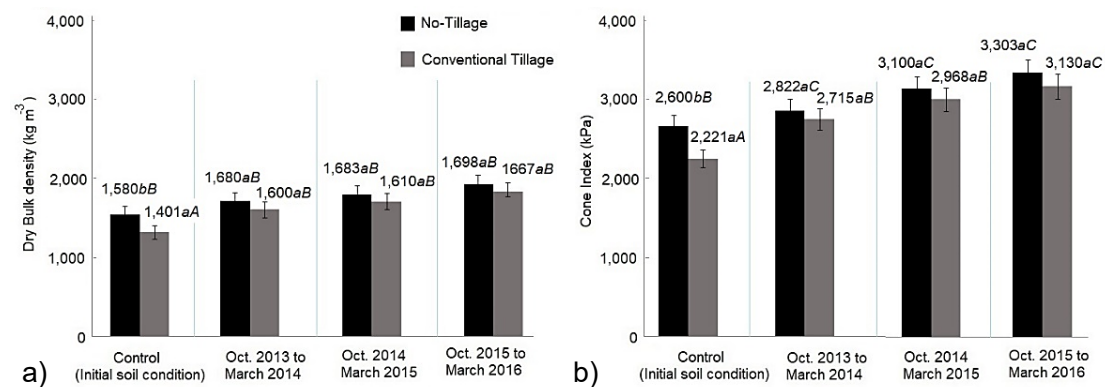 4,000
3,000
2,000
1,000
0
Dry Bulk density (kg m-3)
No-Tillage
Conventional Tillage
1,580bB
1,401aA
1,680aB
1,600aB
1,683aB
1,610aB
1,698aB
1667aB
Control
(Initial soil condition)
Oct. 2013 to
March 2014
Oct. 2014
March 2015
Oct. 2015 to
March 2016
a)
4,000
3,000
2,000
1,000
0
Cone Index (kPa)
2,600bB
2,221aA
2,822aC
2,715aB
3,100aC
2,968aB
3,303aC
3,130aC
Control
(Initial soil condition)
Oct. 2013 to
March 2014
Oct. 2014
March 2015
Oct. 2015 to
March 2016
b)